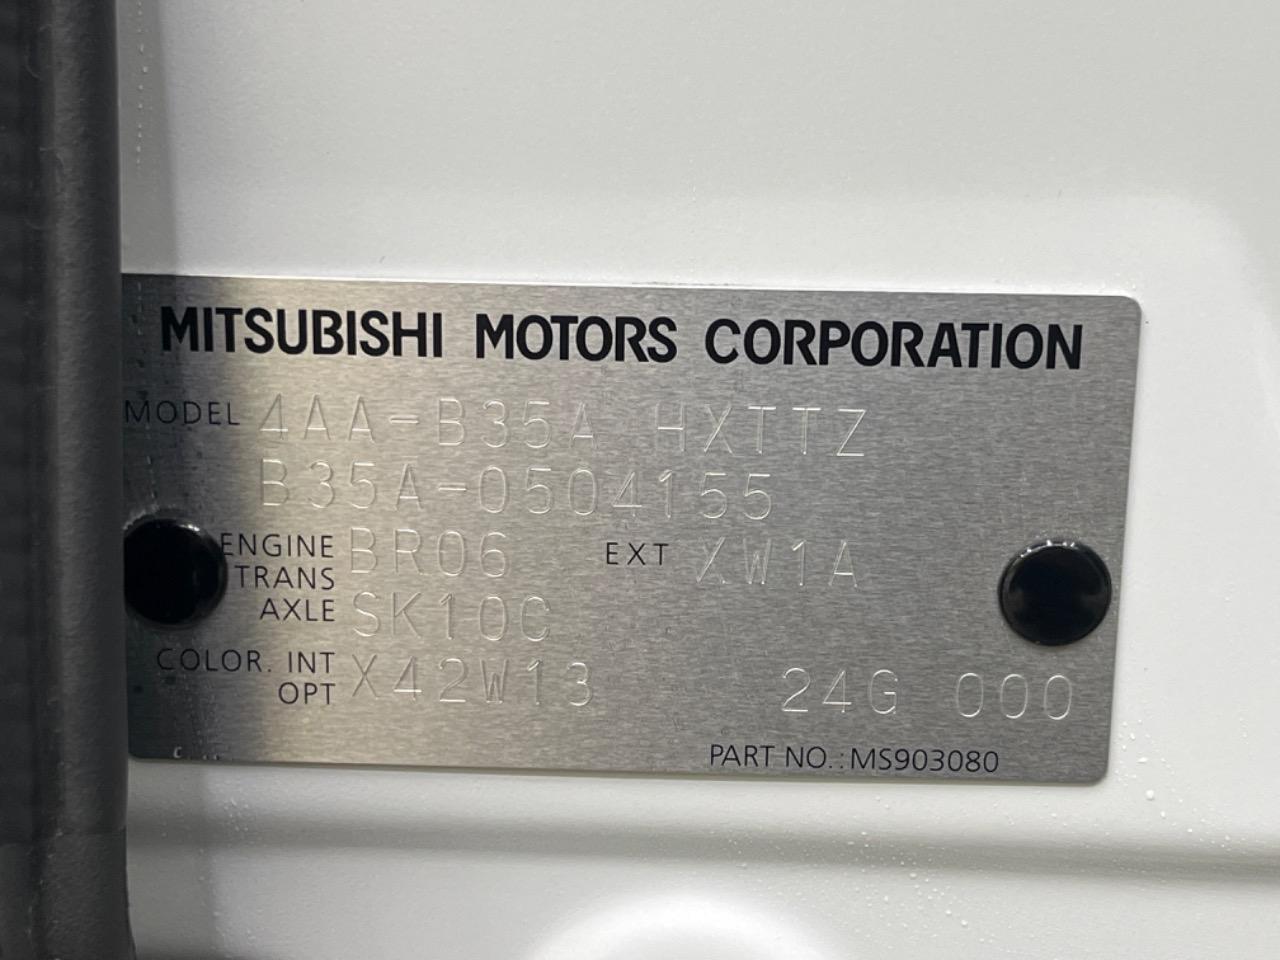 MITSUBISHI MOTORS CORPORATION
MODEL 4AA-B35A HXTTZ
B35A-0504155
ENGINE BR06 EXT XW1A
TRANS
AXLE SK10C
COLOR. INT
OPT X42W13 24G 000
PART NO.:MS903080